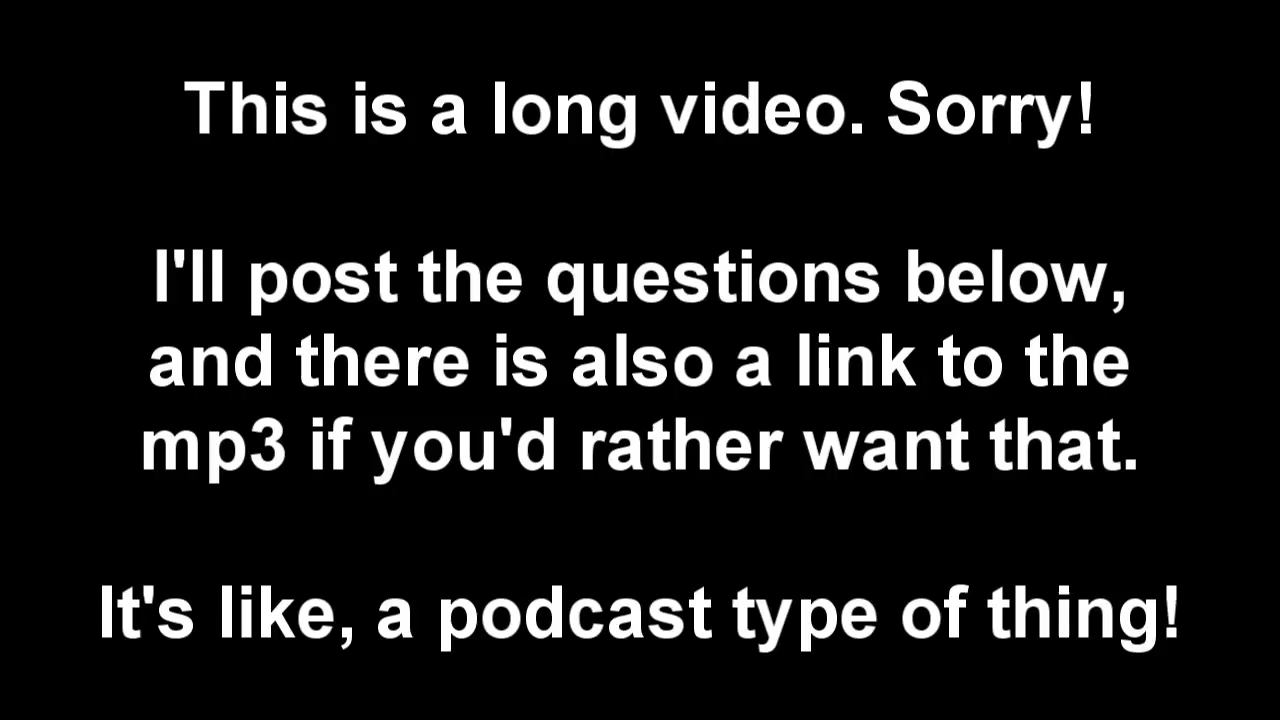 This is a long video. Sorry!
I'll post the questions below,
and there is also a link to the
mp3 if you'd rather want that.
It's like, a podcast type of thing!